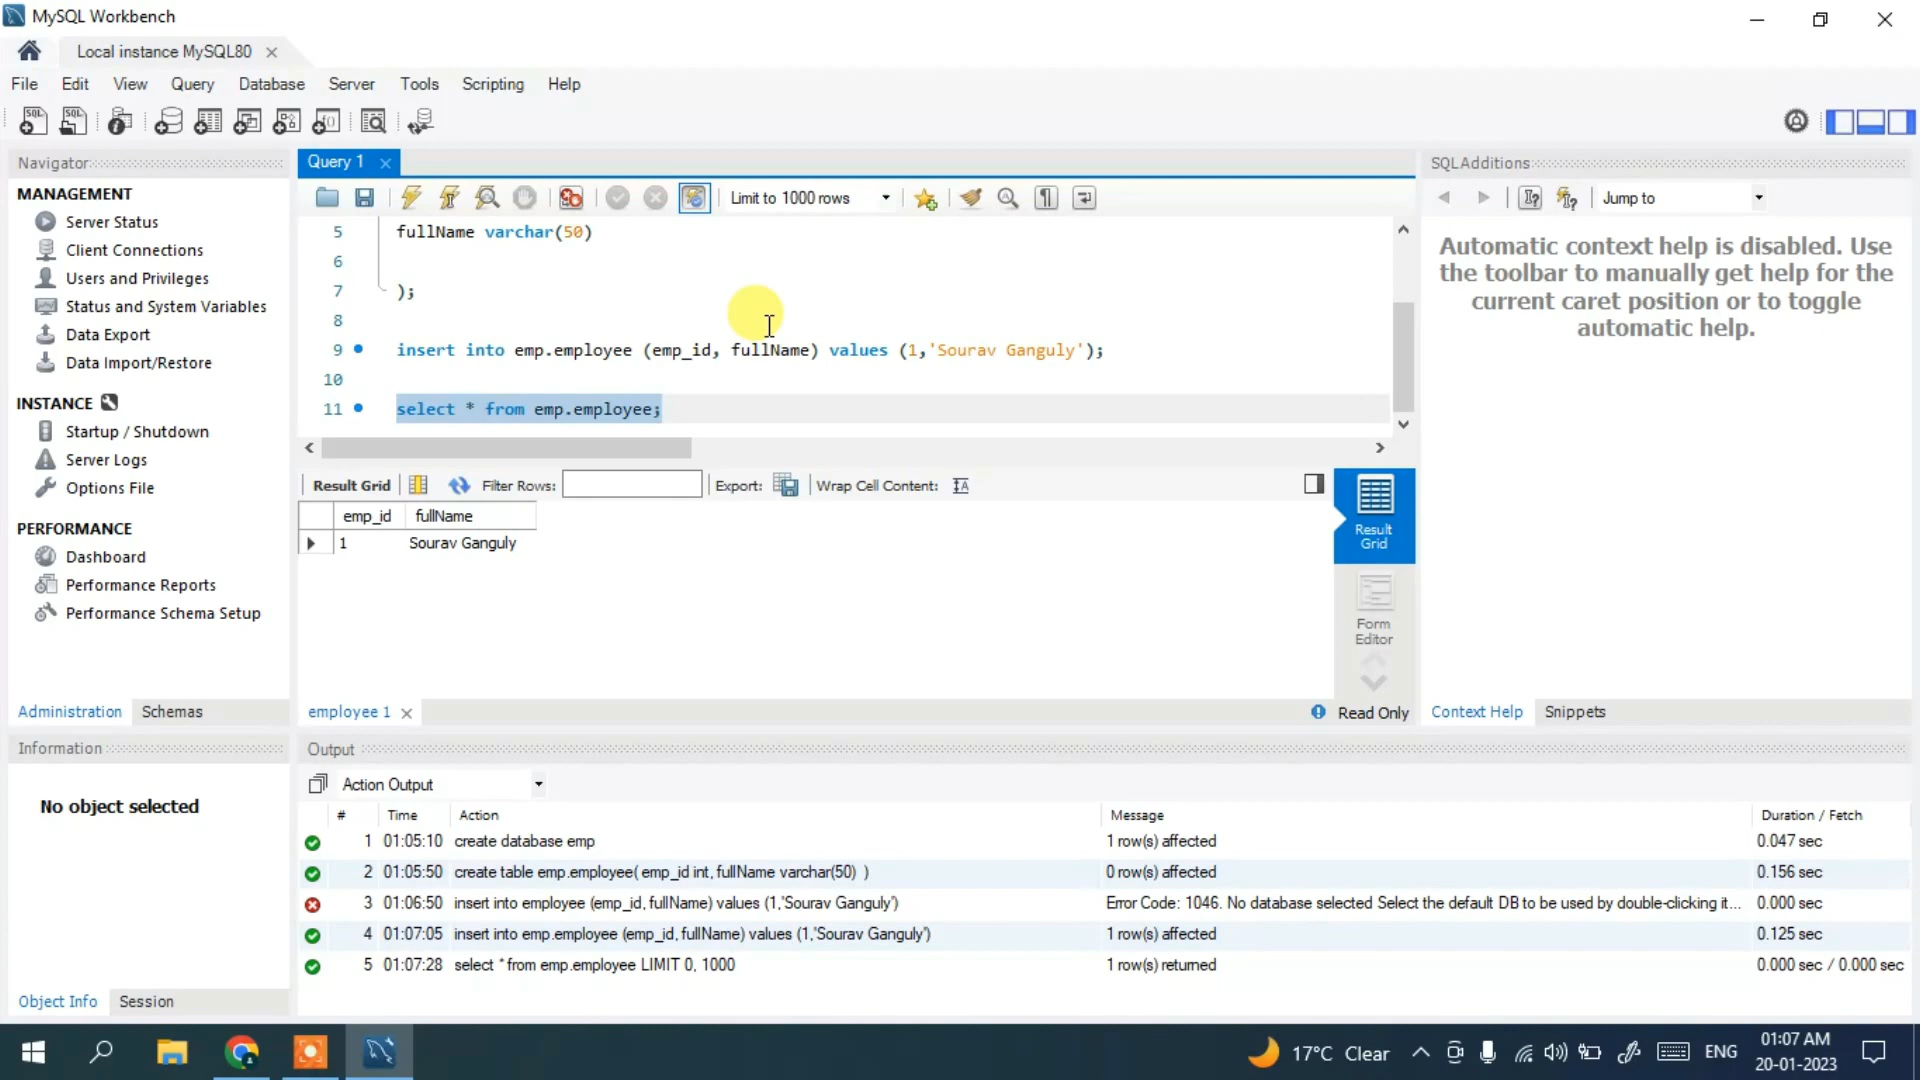 MySQL Workbench
Local instance MySQL80
File Edit View Query Database Server Tools Scripting Help
Navigator
MANAGEMENT
Server Status
Client Connections
Users and Privileges
Status and System Variables
Data Export
Data Import/Restore
INSTANCE
Startup / Shutdown
Server Logs
Options File
PERFORMANCE
Dashboard
Performance Reports
Performance Schema Setup
Administration Schemas
Information
No object selected
Object Info Session
Query 1
Limit to 1000 rows
5 fullName varchar(50)
6
7 );
8
9 insert into emp.employee (emp_id, fullName) values (1,'Sourav Ganguly');
10
11 select * from emp.employee;
Result Grid Filter Rows: Export: Wrap Cell Content:
emp_id fullName
1 Sourav Ganguly
Result
Grid
Form
Editor
employee 1 Read Only
SQLAdditions
Jump to
Automatic context help is disabled. Use
the toolbar to manually get help for the
current caret position or to toggle
automatic help.
Context Help Snippets
Output
Action Output
# Time Action Message Duration / Fetch
1 01:05:10 create database emp 1 row(s) affected 0.047 sec
2 01:05:50 create table emp.employee( emp_id int, fullName varchar(50) ) 0 row(s) affected 0.156 sec
3 01:06:50 insert into employee (emp_id, fullName) values (1,'Sourav Ganguly') Error Code: 1046. No database selected Select the default DB to be used by double-clicking it... 0.000 sec
4 01:07:05 insert into emp.employee (emp_id, fullName) values (1,'Sourav Ganguly') 1 row(s) affected 0.125 sec
5 01:07:28 select * from emp.employee LIMIT 0, 1000 1 row(s) returned 0.000 sec / 0.000 sec
17°C Clear ENG 01:07 AM
20-01-2023